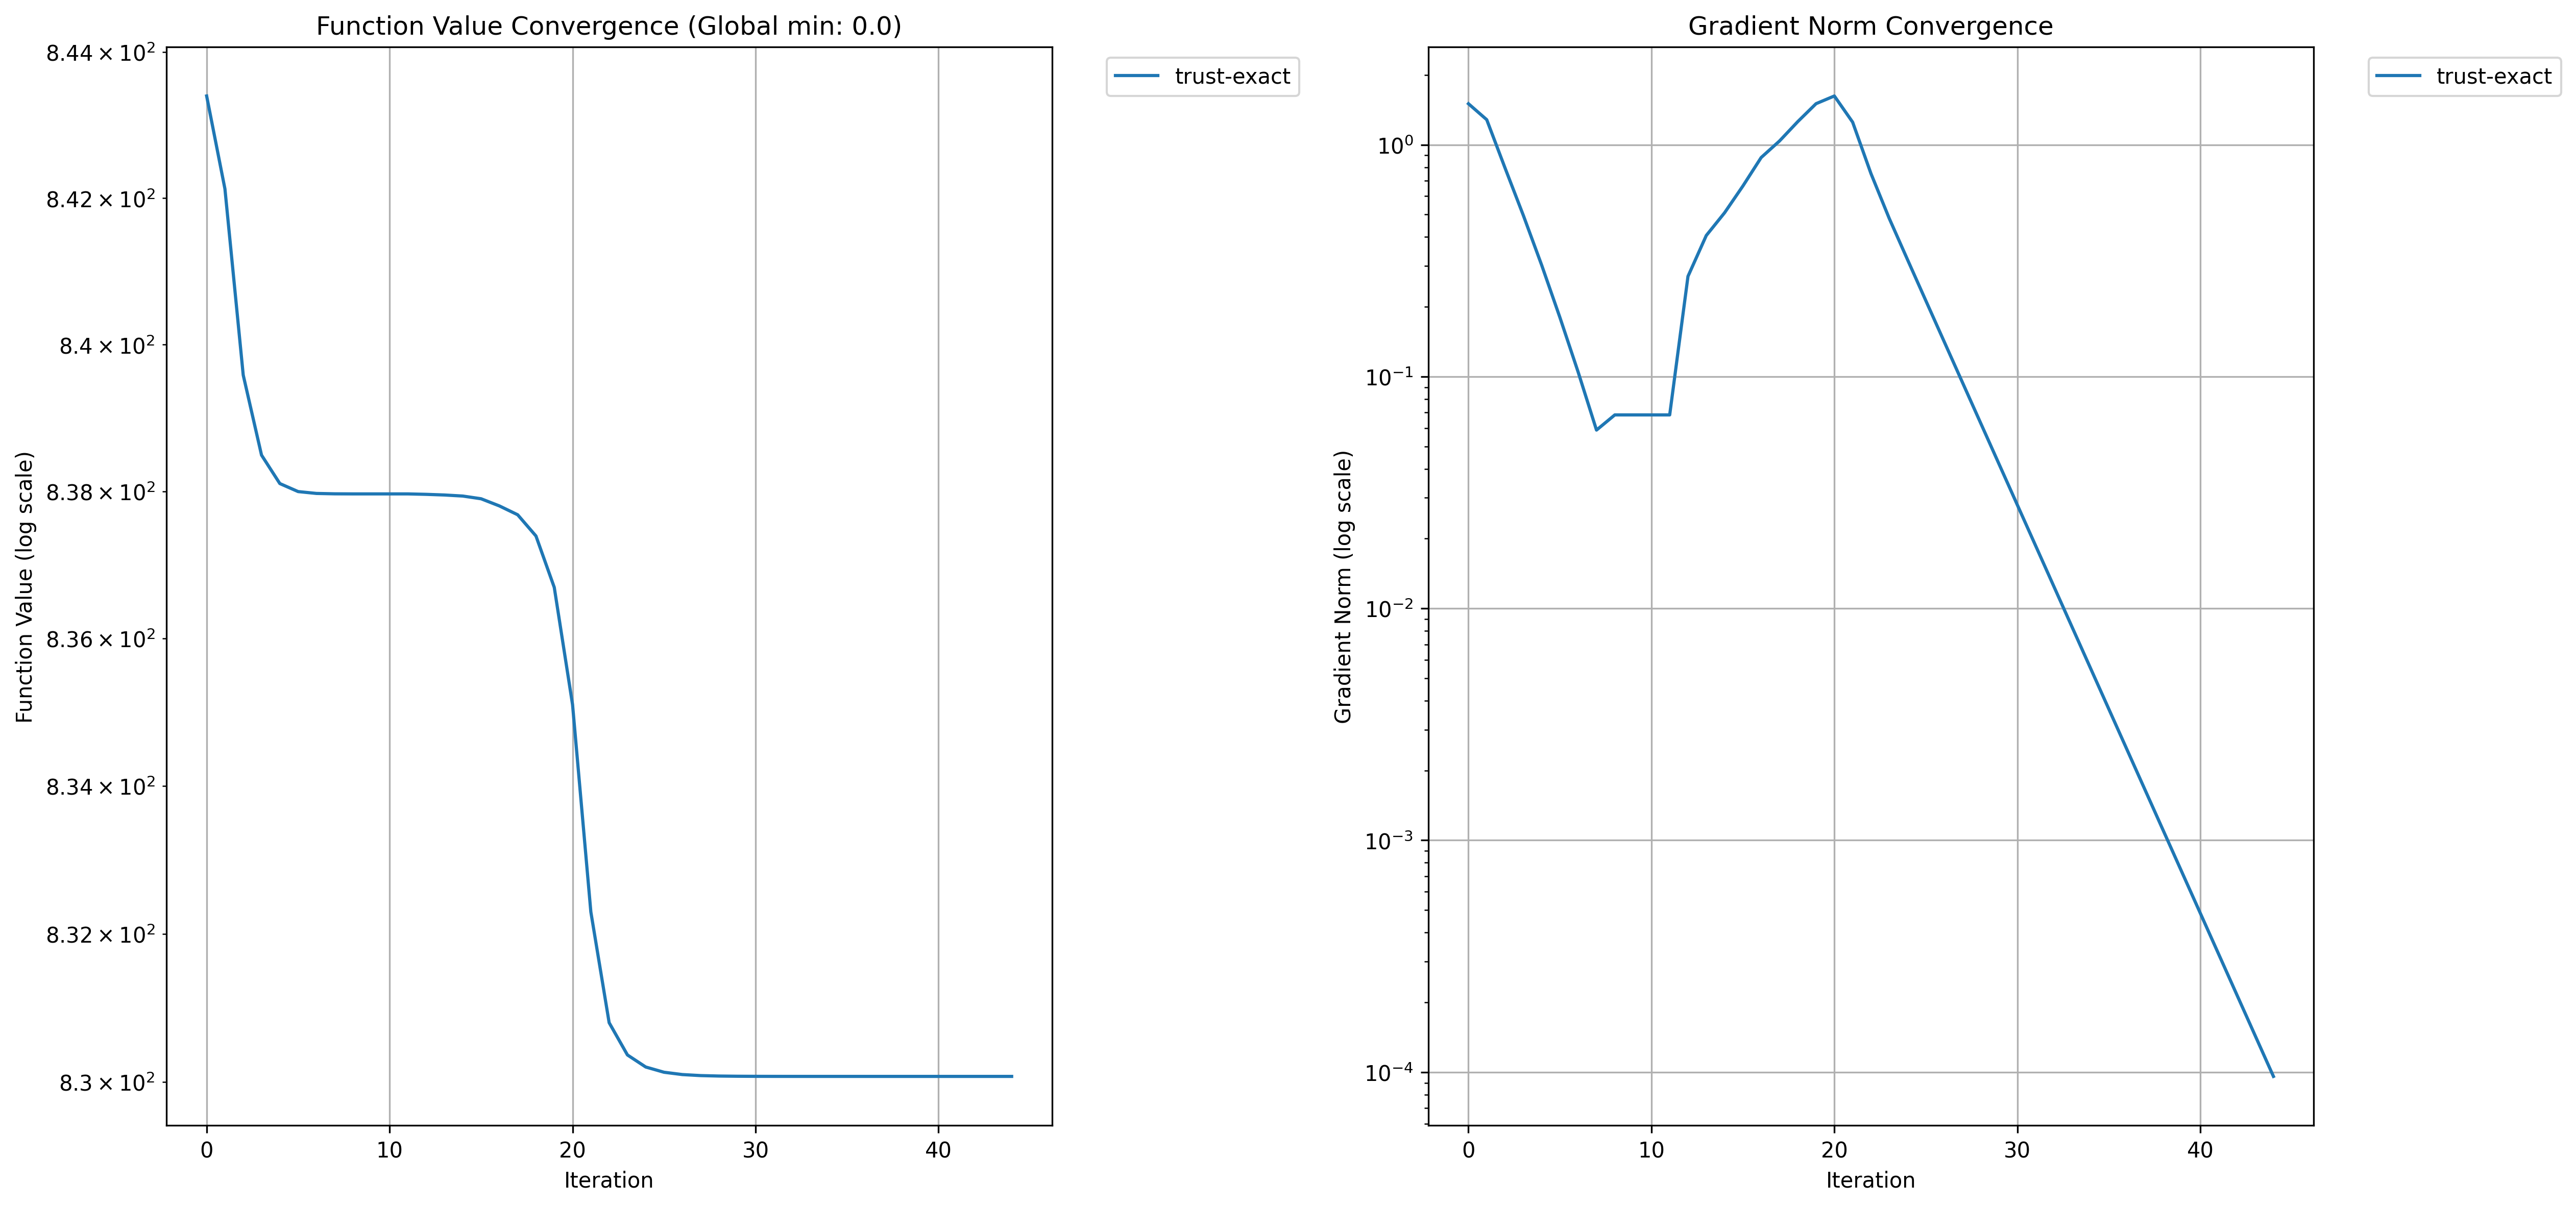 Function Value Convergence (Global min: 0.0)
8.44 × 10²
8.42 × 10²
8.4 × 10²
8.38 × 10²
8.36 × 10²
8.34 × 10²
8.32 × 10²
8.3 × 10²
Function Value (log scale)
0 10 20 30 40
Iteration
trust-exact
Gradient Norm Convergence
10⁰
10⁻¹
10⁻²
10⁻³
10⁻⁴
Gradient Norm (log scale)
0 10 20 30 40
Iteration
trust-exact